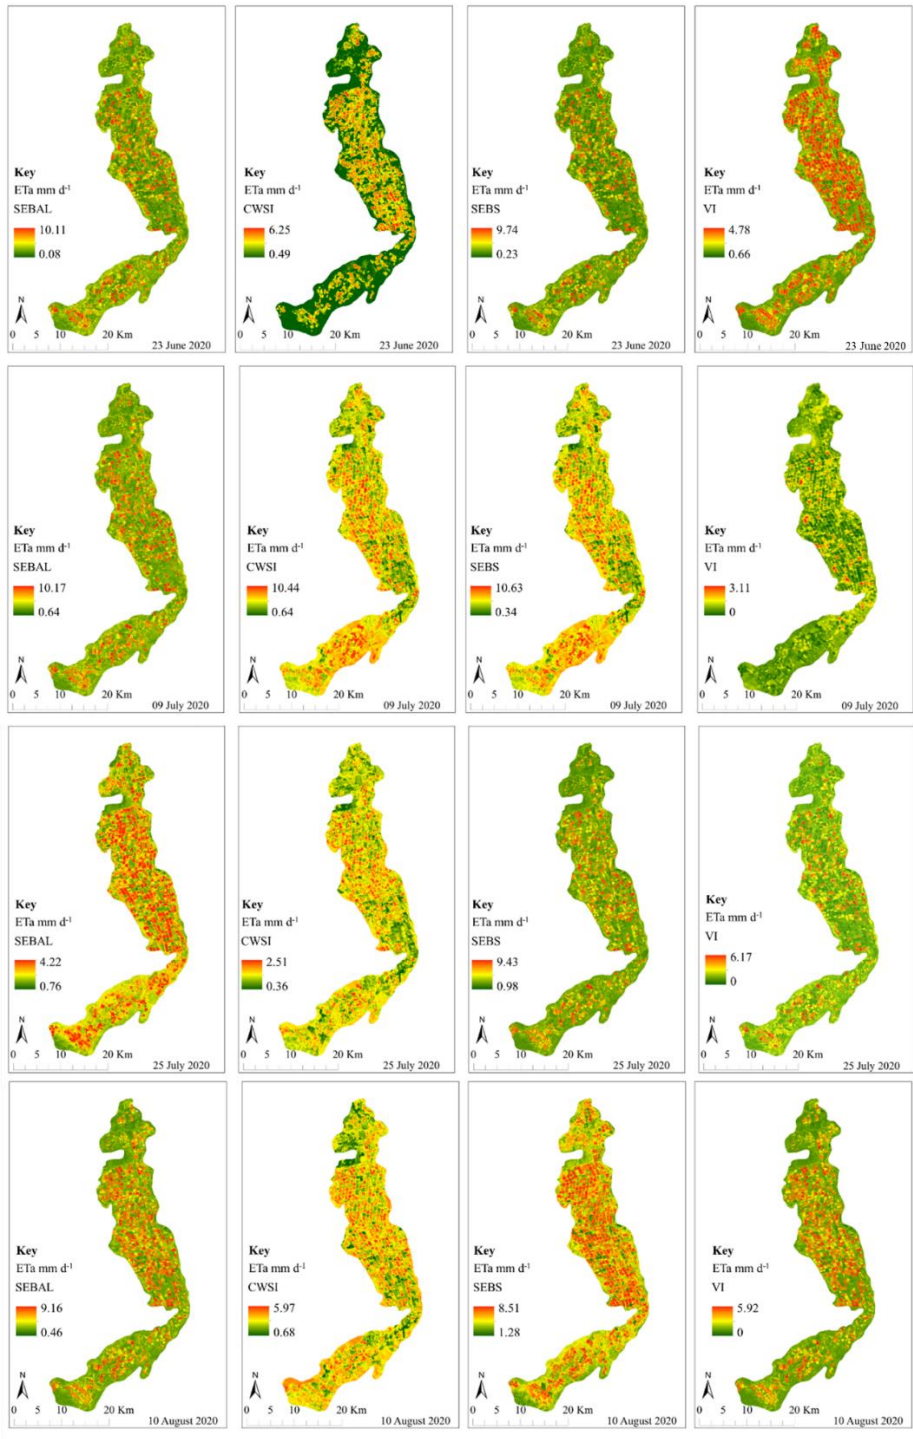 Key
ETa mm d-1
SEBAL
10.11
0.08
N
0 5 10 20 Km
23 June 2020
Key
ETa mm d-1
CWSI
6.25
0.49
N
0 5 10 20 Km
23 June 2020
Key
ETa mm d-1
SEBS
9.74
0.23
N
0 5 10 20 Km
23 June 2020
Key
ETa mm d-1
VI
4.78
0.66
N
0 5 10 20 Km
23 June 2020
Key
ETa mm d-1
SEBAL
10.17
0.64
N
0 5 10 20 Km
09 July 2020
Key
ETa mm d-1
CWSI
10.44
0.64
N
0 5 10 20 Km
09 July 2020
Key
ETa mm d-1
SEBS
10.63
0.34
N
0 5 10 20 Km
09 July 2020
Key
ETa mm d-1
VI
3.11
0
N
0 5 10 20 Km
09 July 2020
Key
ETa mm d-1
SEBAL
4.22
0.76
N
0 5 10 20 Km
25 July 2020
Key
ETa mm d-1
CWSI
2.51
0.36
N
0 5 10 20 Km
25 July 2020
Key
ETa mm d-1
SEBS
9.43
0.98
N
0 5 10 20 Km
25 July 2020
Key
ETa mm d-1
VI
6.17
0
N
0 5 10 20 Km
25 July 2020
Key
ETa mm d-1
SEBAL
9.16
0.46
N
0 5 10 20 Km
10 August 2020
Key
ETa mm d-1
CWSI
5.97
0.68
N
0 5 10 20 Km
10 August 2020
Key
ETa mm d-1
SEBS
8.51
1.28
N
0 5 10 20 Km
10 August 2020
Key
ETa mm d-1
VI
5.92
0
N
0 5 10 20 Km
10 August 2020